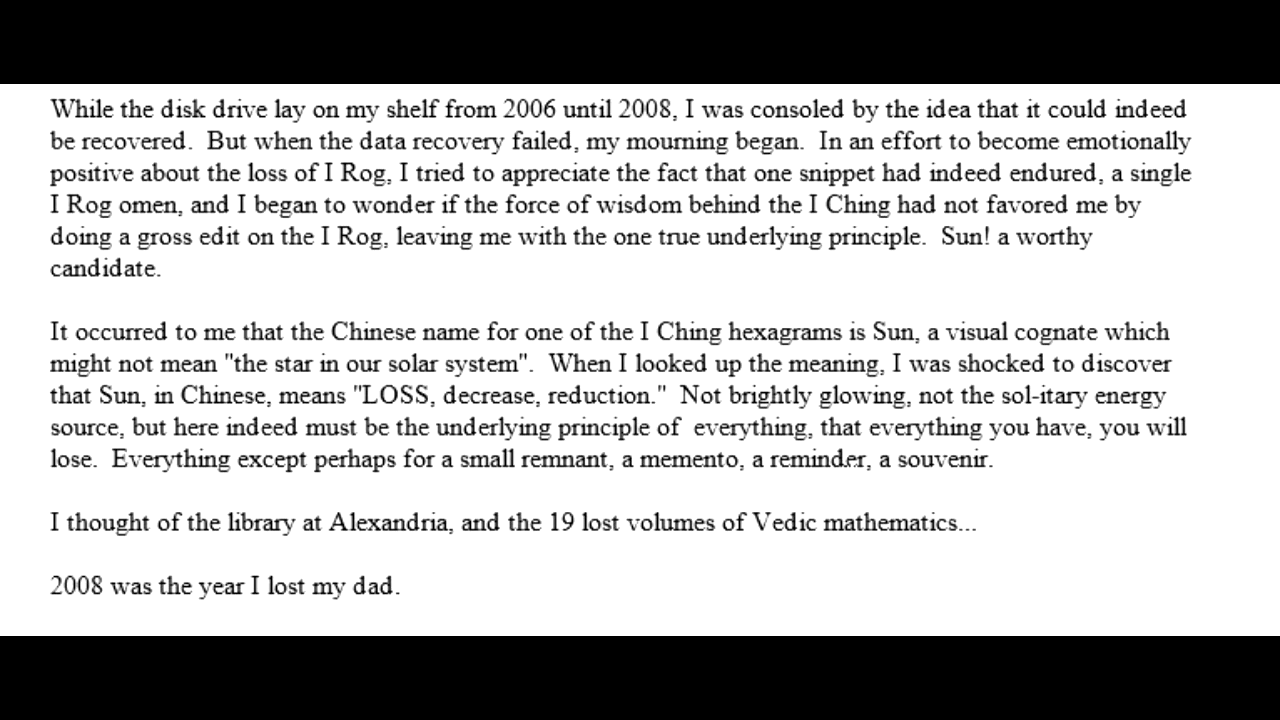 While the disk drive lay on my shelf from 2006 until 2008, I was consoled by the idea that it could indeed
be recovered.  But when the data recovery failed, my mourning began.  In an effort to become emotionally
positive about the loss of I Rog, I tried to appreciate the fact that one snippet had indeed endured, a single
I Rog omen, and I began to wonder if the force of wisdom behind the I Ching had not favored me by
doing a gross edit on the I Rog, leaving me with the one true underlying principle.  Sun! a worthy
candidate.
It occurred to me that the Chinese name for one of the I Ching hexagrams is Sun, a visual cognate which
might not mean "the star in our solar system".  When I looked up the meaning, I was shocked to discover
that Sun, in Chinese, means "LOSS, decrease, reduction."  Not brightly glowing, not the sol-itary energy
source, but here indeed must be the underlying principle of  everything, that everything you have, you will
lose.  Everything except perhaps for a small remnant, a memento, a reminder, a souvenir.
I thought of the library at Alexandria, and the 19 lost volumes of Vedic mathematics...
2008 was the year I lost my dad.